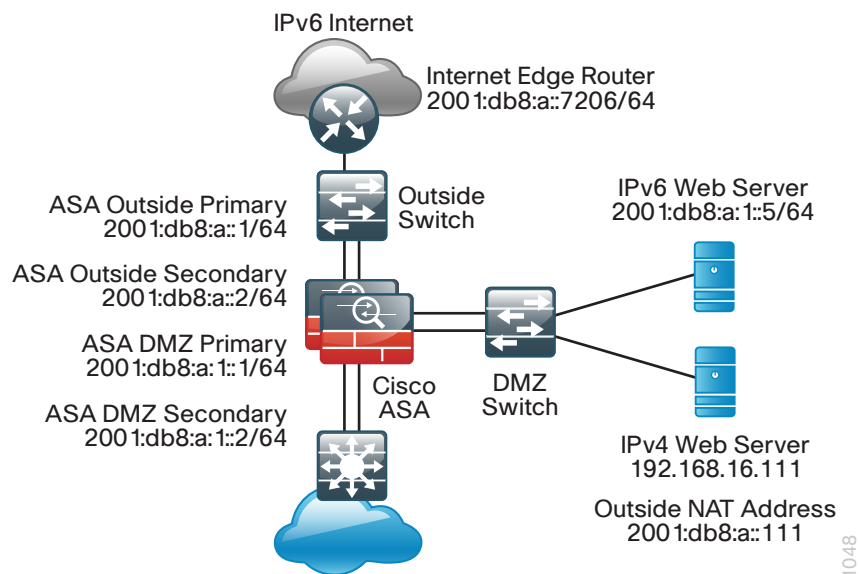 IPv6 Internet
Internet Edge Router
2001:db8:a::7206/64
Outside
Switch
ASA Outside Primary
2001:db8:a::1/64
ASA Outside Secondary
2001:db8:a::2/64
ASA DMZ Primary
2001:db8:a:1::1/64
ASA DMZ Secondary
2001:db8:a:1::2/64
Cisco
ASA
DMZ
Switch
IPv6 Web Server
2001:db8:a:1::5/64
IPv4 Web Server
192.168.16.111
Outside NAT Address
2001:db8:a::111
1048